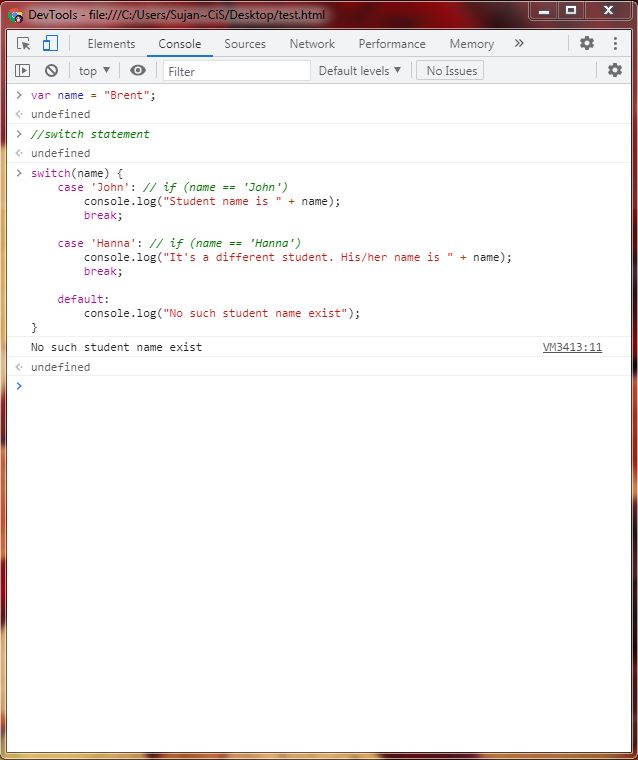 DevTools - file:///C:/Users/Sujan~CiS/Desktop/test.html
Elements Console Sources Network Performance Memory »
top ▼ Filter Default levels ▼ No Issues
> var name = "Brent";
<· undefined
> //switch statement
<· undefined
> switch(name) {
    case 'John': // if (name == 'John')
        console.log("Student name is " + name);
        break;

    case 'Hanna': // if (name == 'Hanna')
        console.log("It's a different student. His/her name is " + name);
        break;

    default:
        console.log("No such student name exist");
}
No such student name exist VM3413:11
<· undefined
>